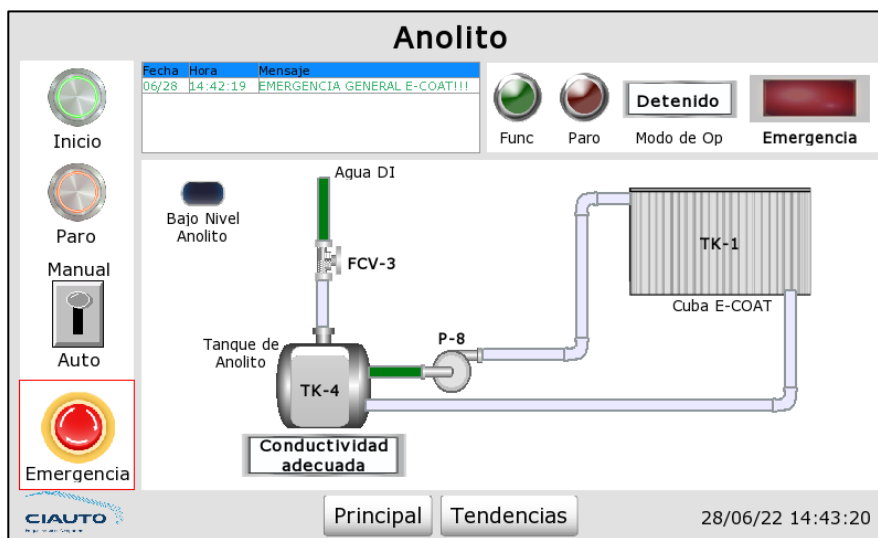 Anolito
Fecha Hora Mensaje
06/28 14:42:19 EMERGENCIA GENERAL E-COAT!!!
Inicio
Paro
Manual
Auto
Emergencia
Func
Paro
Detenido
Modo de Op
Emergencia
Bajo Nivel
Anolito
Agua DI
FCV-3
Tanque de
Anolito
TK-4
P-8
TK-1
Cuba E-COAT
Conductividad
adecuada
CIAUTO
Principal
Tendencias
28/06/22 14:43:20